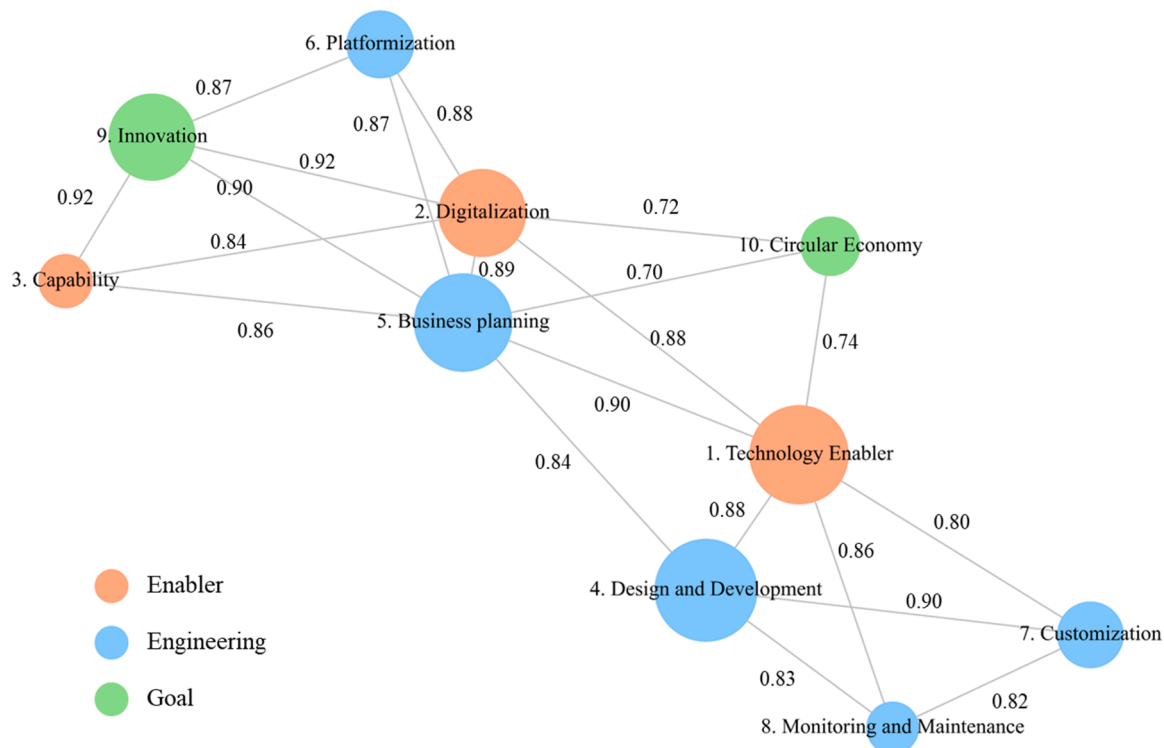 6. Platformization
0.87
0.88
0.87
9. Innovation
0.92
0.92
0.90
2. Digitalization
0.72
0.84
10. Circular Economy
3. Capability
0.89
0.70
5. Business planning
0.86
0.88
0.74
0.90
1. Technology Enabler
0.84
0.88
0.80
0.86
Enabler
4. Design and Development
0.90
Engineering
7. Customization
0.83
Goal
0.82
8. Monitoring and Maintenance